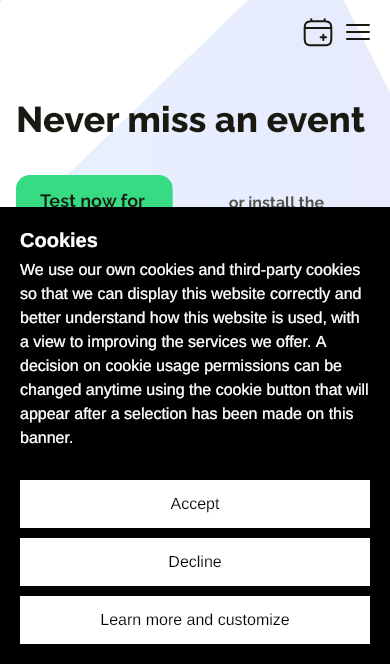 Never miss an event
Test now for
or install the
Cookies
We use our own cookies and third-party cookies
so that we can display this website correctly and
better understand how this website is used, with
a view to improving the services we offer. A
decision on cookie usage permissions can be
changed anytime using the cookie button that will
appear after a selection has been made on this
banner.
Accept
Decline
Learn more and customize